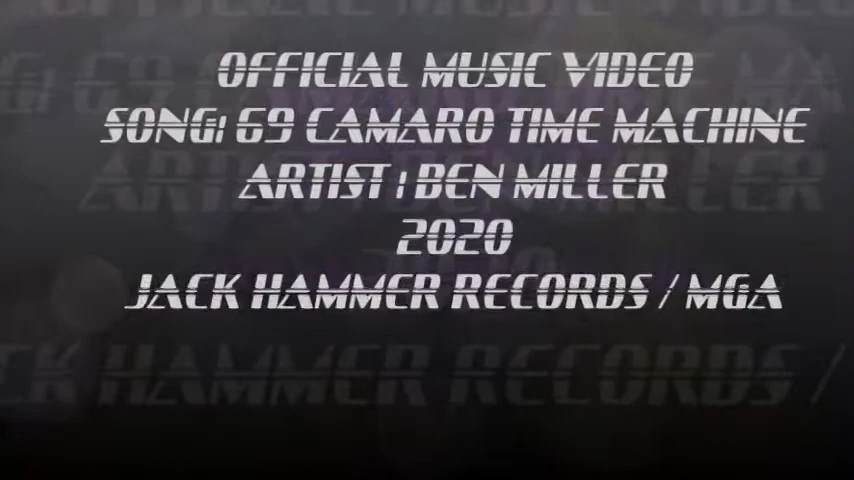 OFFICIAL MUSIC VIDEO
SONG: 69 CAMARO TIME MACHINE
ARTIST : BEN MILLER
2020
JACK HAMMER RECORDS / MGA